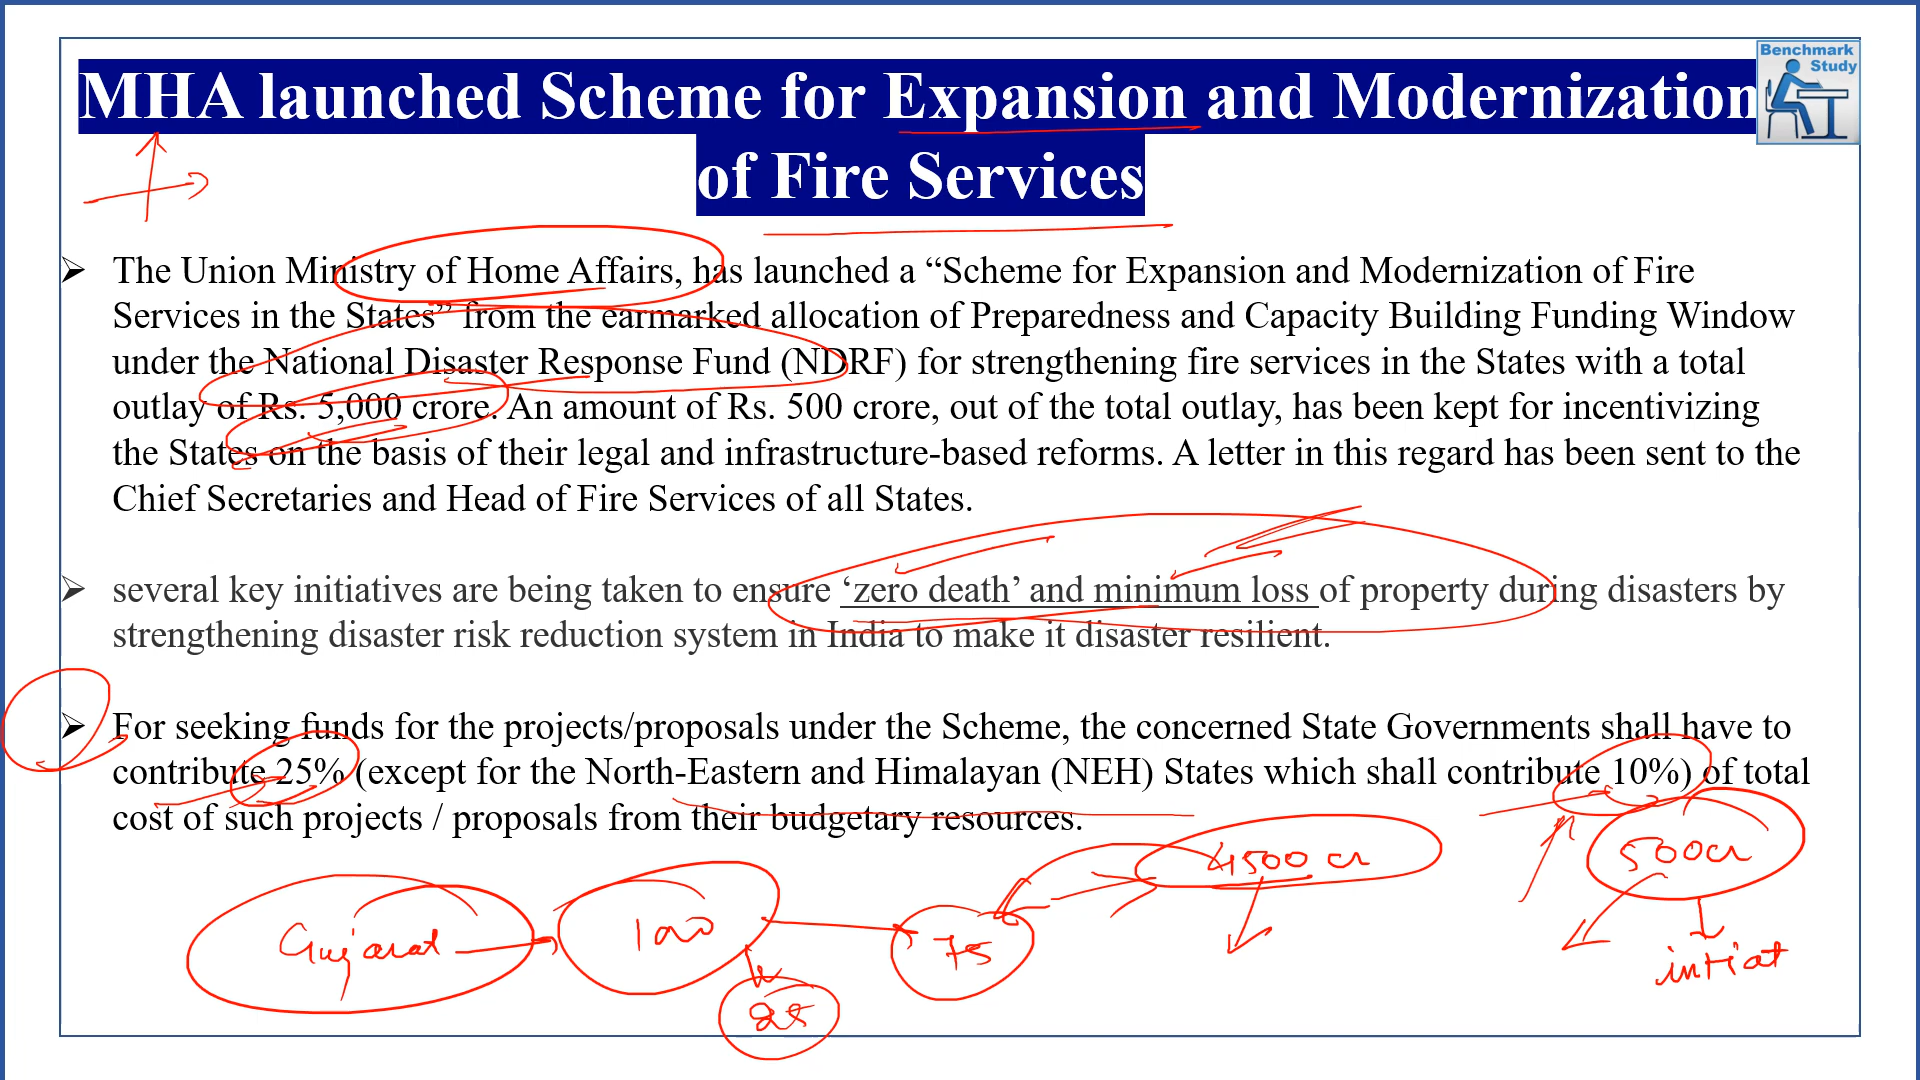 Benchmark
Study
MHA launched Scheme for Expansion and Modernization
of Fire Services
➢ The Union Ministry of Home Affairs, has launched a “Scheme for Expansion and Modernization of Fire
Services in the States” from the earmarked allocation of Preparedness and Capacity Building Funding Window
under the National Disaster Response Fund (NDRF) for strengthening fire services in the States with a total
outlay of Rs. 5,000 crore. An amount of Rs. 500 crore, out of the total outlay, has been kept for incentivizing
the States on the basis of their legal and infrastructure-based reforms. A letter in this regard has been sent to the
Chief Secretaries and Head of Fire Services of all States.
➢ several key initiatives are being taken to ensure ‘zero death’ and minimum loss of property during disasters by
strengthening disaster risk reduction system in India to make it disaster resilient.
➢ For seeking funds for the projects/proposals under the Scheme, the concerned State Governments shall have to
contribute 25% (except for the North-Eastern and Himalayan (NEH) States which shall contribute 10%) of total
cost of such projects / proposals from their budgetary resources.
4500 cr
500cr
Gujarat
100
75
25